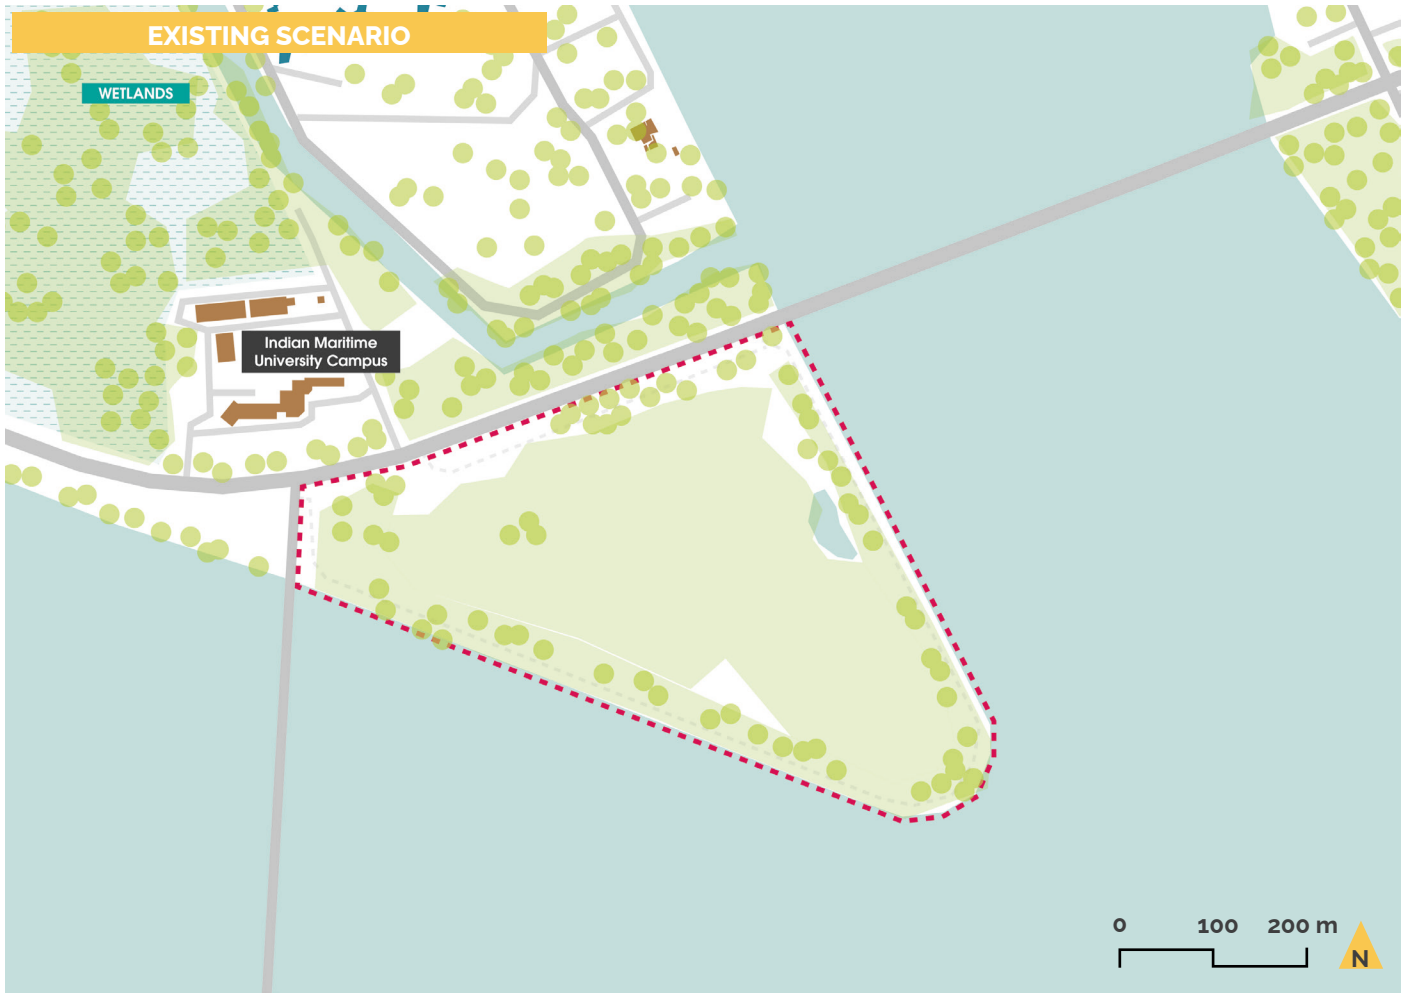 EXISTING SCENARIO
WETLANDS
Indian Maritime
University Campus
0 100 200 m
N